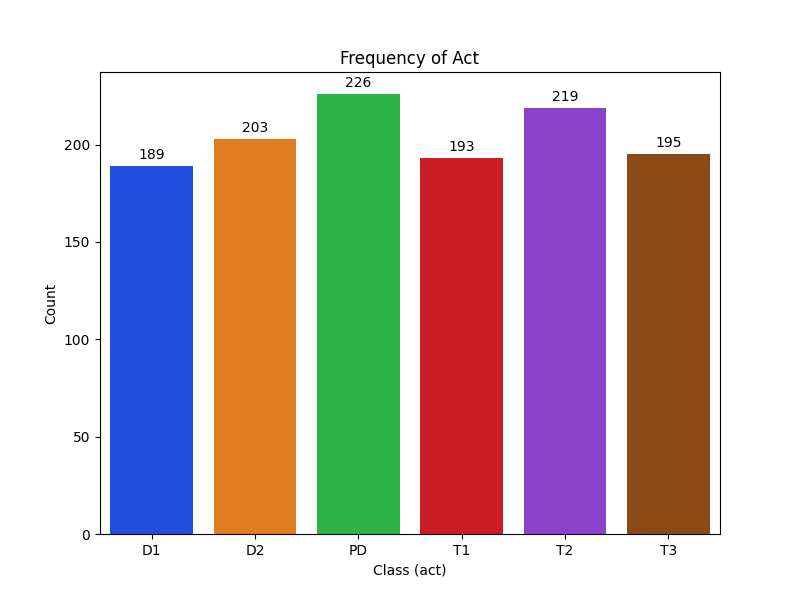 Frequency of Act
226
219
203
189
193
195
200
150
100
50
0
Count
D1 D2 PD T1 T2 T3
Class (act)